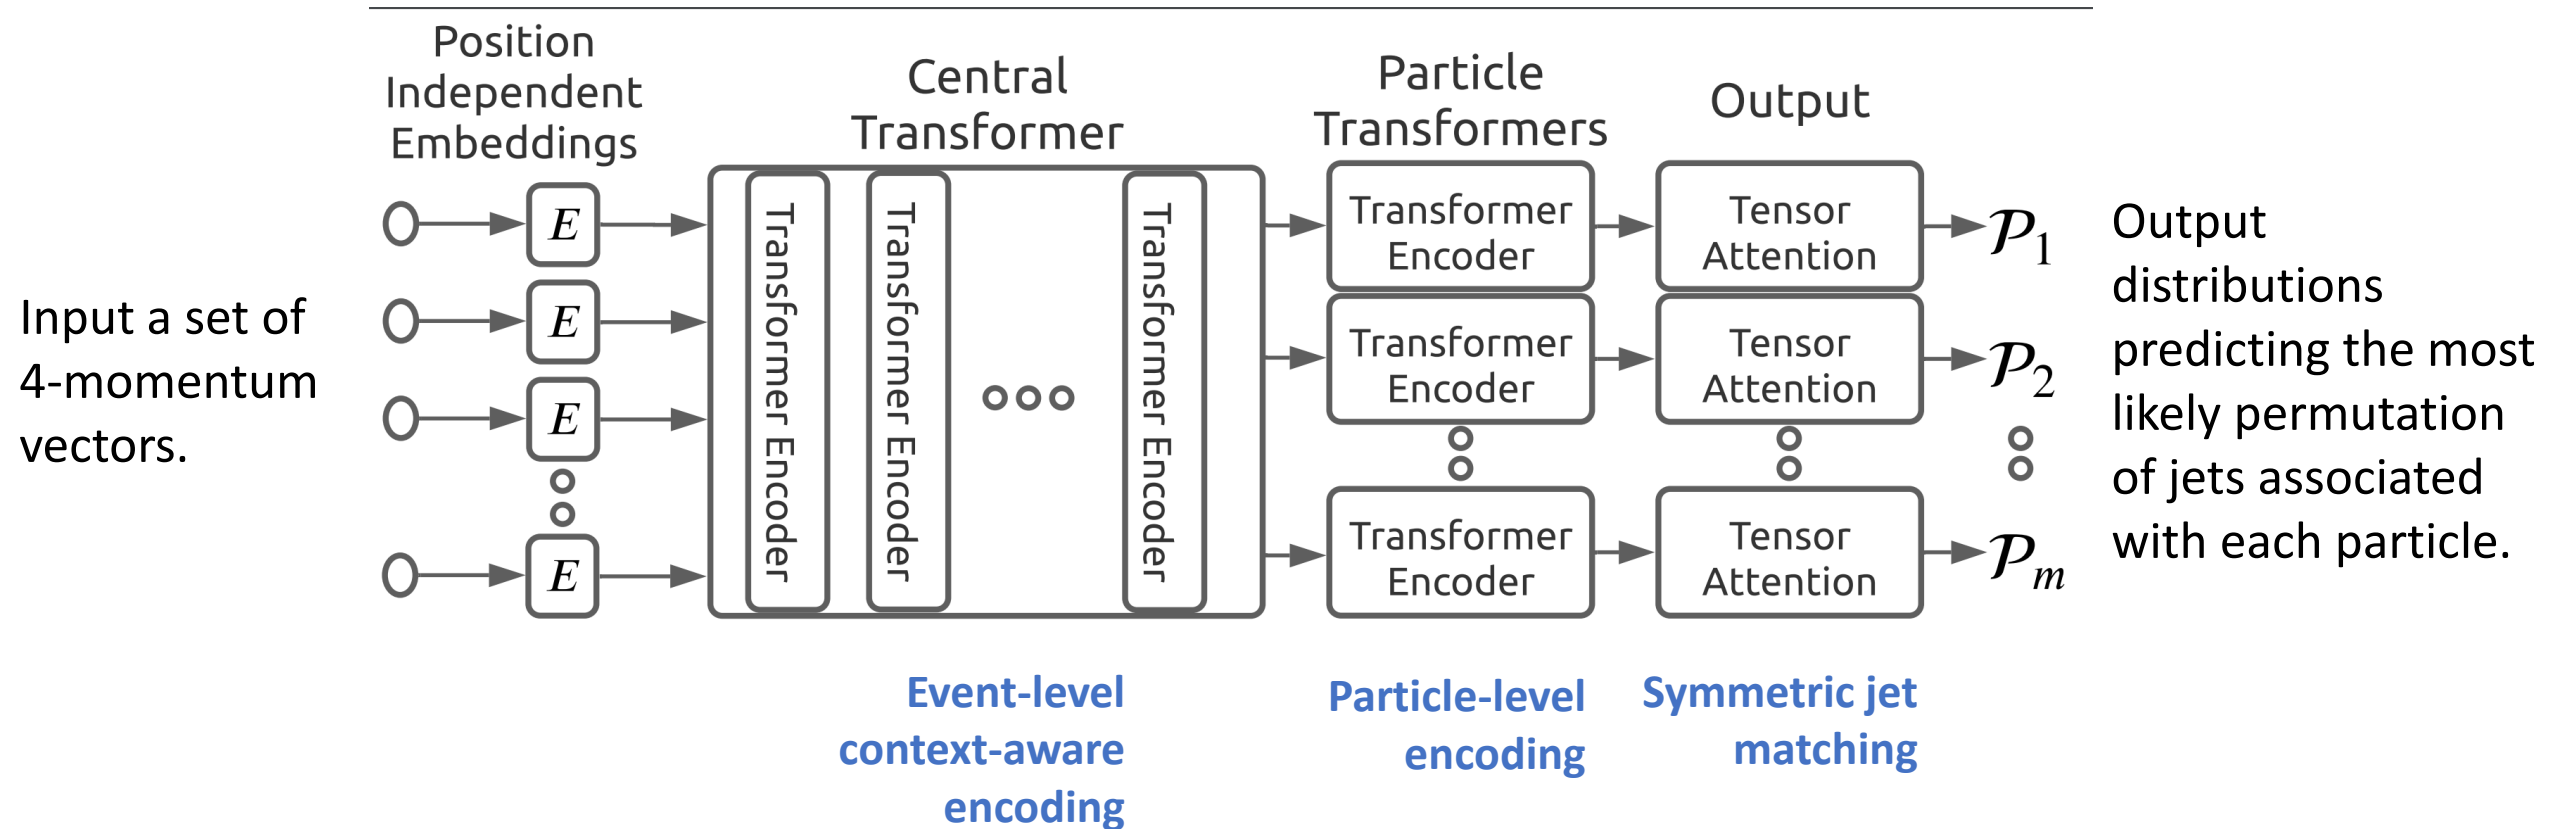 Position
Independent
Embeddings
Central
Transformer
Particle
Transformers
Output
Input a set of
4-momentum
vectors.
E
E
E
E
Transformer Encoder
Transformer Encoder
Transformer Encoder
Transformer
Encoder
Transformer
Encoder
Transformer
Encoder
Tensor
Attention
Tensor
Attention
Tensor
Attention
𝒫₁
𝒫₂
𝒫ₘ
Output
distributions
predicting the most
likely permutation
of jets associated
with each particle.
Event-level
context-aware
encoding
Particle-level
encoding
Symmetric jet
matching